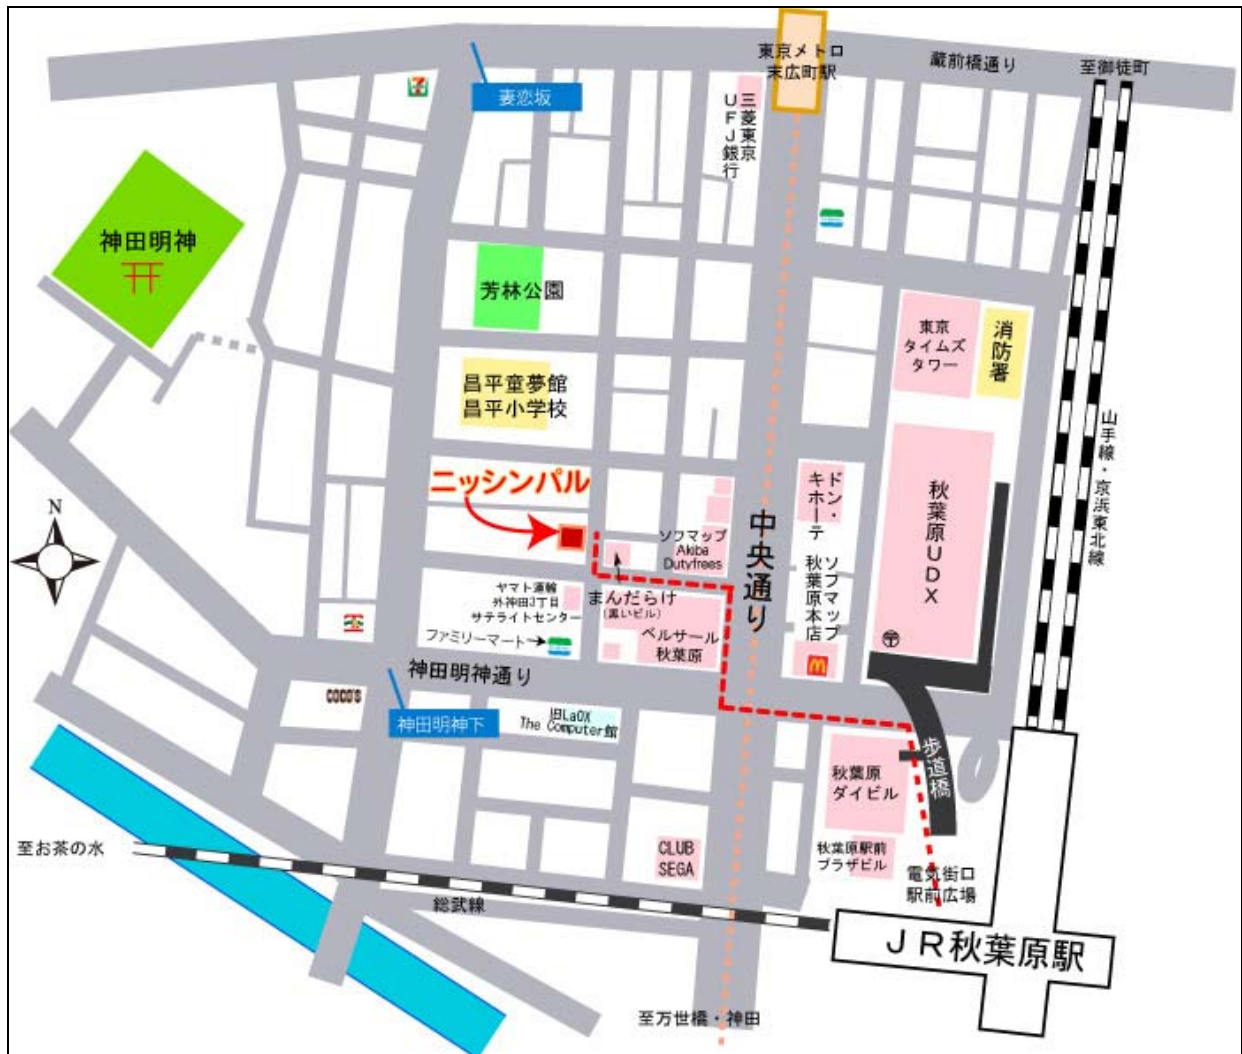 東京メトロ
末広町駅
蔵前橋通り
至御徒町
妻恋坂
三菱東京
UFJ銀行
神田明神
芳林公園
東京
タイムズ
タワー
消防署
昌平童夢館
昌平小学校
山手線・京浜東北線
ニッシンパル
ドン・
キホーテ
秋葉原UDX
N
中央通り
ソフマップ
Akiba
Dutyfrees
ソフマップ
秋葉原本店
ヤマト運輸
外神田3丁目
サテライトセンター
まんだらけ
(黒いビル)
ファミリーマート
ベルサール
秋葉原
神田明神通り
COCO'S
神田明神下
旧LaOX
The Computer館
歩道橋
秋葉原
ダイビル
至お茶の水
CLUB
SEGA
秋葉原駅前
プラザビル
電気街口
駅前広場
総武線
JR秋葉原駅
至万世橋・神田